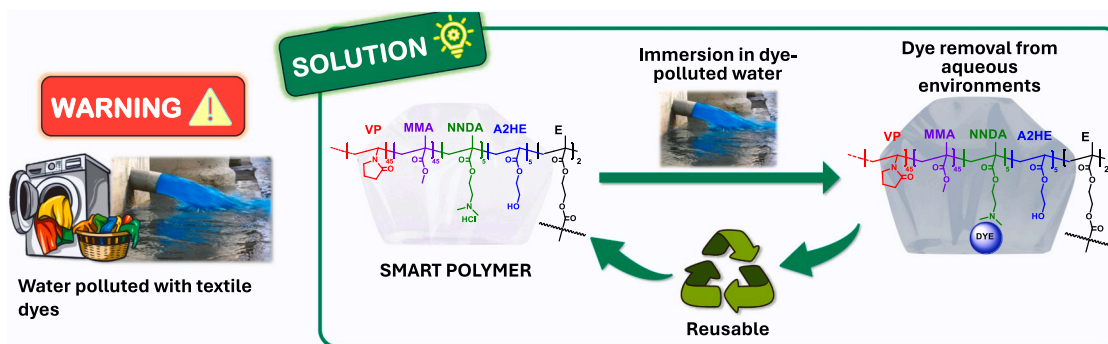 WARNING
Water polluted with textile
dyes
SOLUTION
VP MMA NNDA A2HE E
45 45 5 5 2
N O O O O O O O O O
HO
N
HCl
O O
SMART POLYMER
Immersion in dye-
polluted water
Reusable
Dye removal from
aqueous
environments
VP MMA NNDA A2HE E
45 45 5 5 2
N O O O O O O O O O
HO
N
DYE
O O